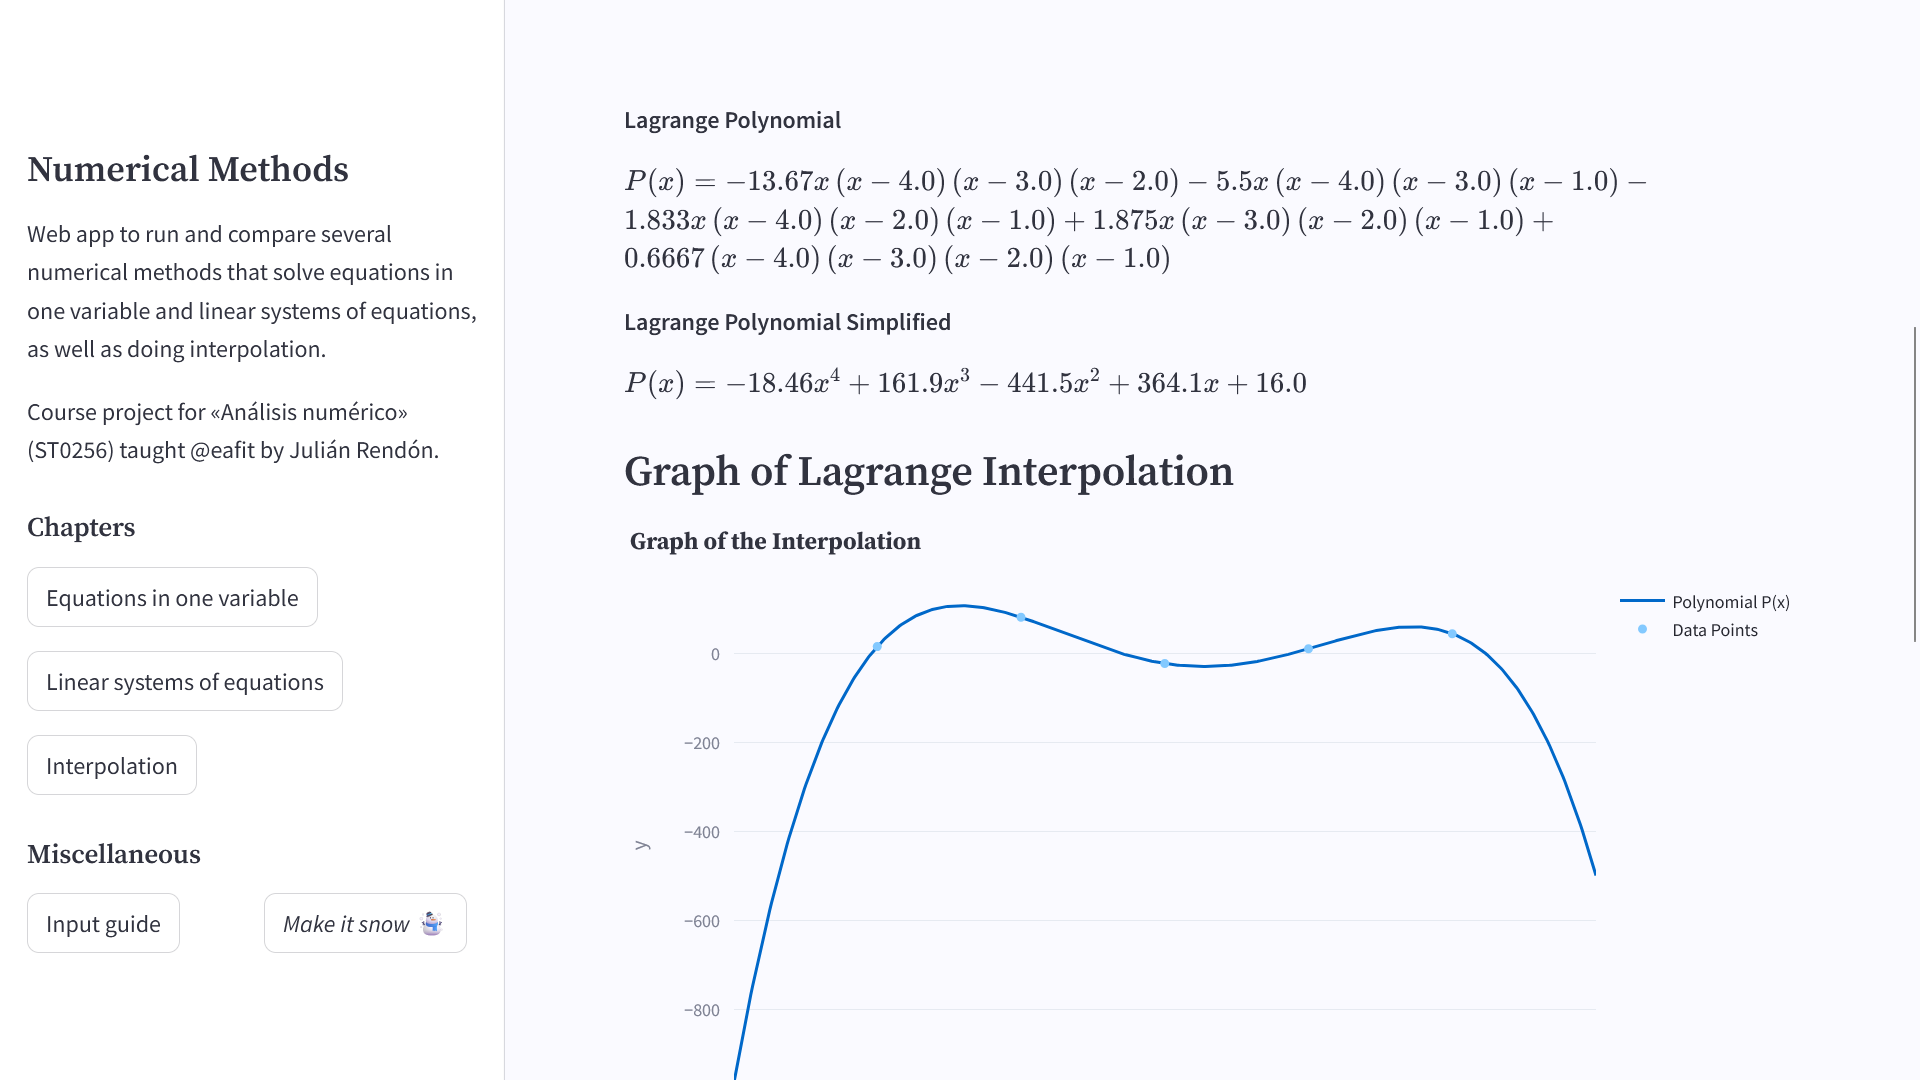 Numerical Methods
Web app to run and compare several
numerical methods that solve equations in
one variable and linear systems of equations,
as well as doing interpolation.
Course project for «Análisis numérico»
(ST0256) taught @eafit by Julián Rendón.
Chapters
Equations in one variable
Linear systems of equations
Interpolation
Miscellaneous
Input guide
Make it snow ☃️
Lagrange Polynomial
P(x) = −13.67x (x − 4.0) (x − 3.0) (x − 2.0) − 5.5x (x − 4.0) (x − 3.0) (x − 1.0) −
1.833x (x − 4.0) (x − 2.0) (x − 1.0) + 1.875x (x − 3.0) (x − 2.0) (x − 1.0) +
0.6667 (x − 4.0) (x − 3.0) (x − 2.0) (x − 1.0)
Lagrange Polynomial Simplified
P(x) = −18.46x⁴ + 161.9x³ − 441.5x² + 364.1x + 16.0
Graph of Lagrange Interpolation
Graph of the Interpolation
Polynomial P(x)
Data Points
0
−200
−400
y
−600
−800